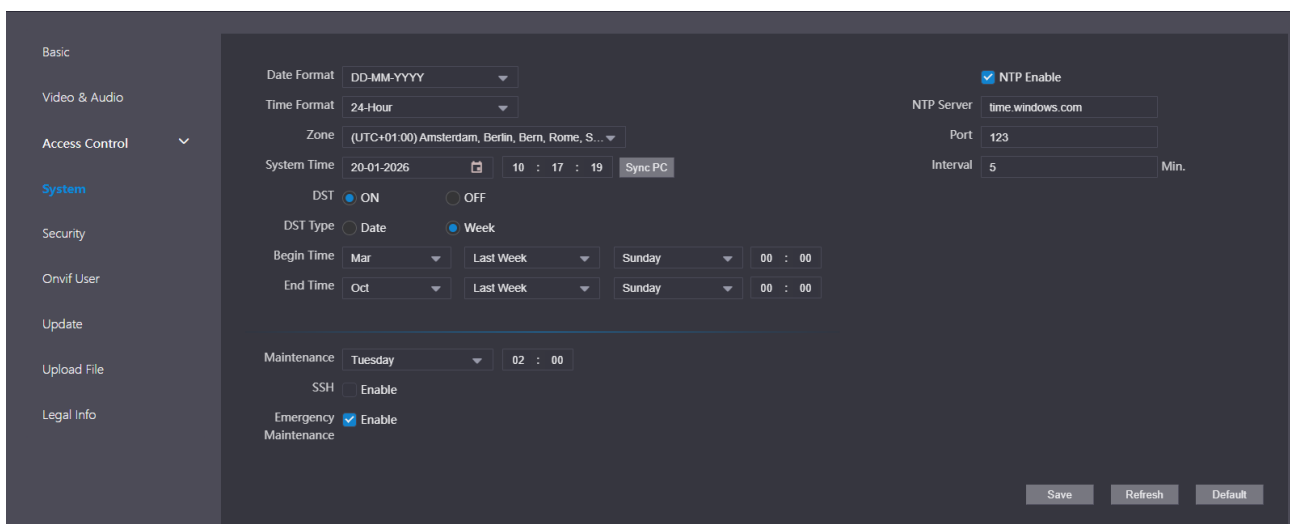 Basic
Video & Audio
Access Control
System
Security
Onvif User
Update
Upload File
Legal Info
Date Format DD-MM-YYYY
Time Format 24-Hour
Zone (UTC+01:00) Amsterdam, Berlin, Bern, Rome, S...
System Time 20-01-2026 10 : 17 : 19 Sync PC
DST ON OFF
DST Type Date Week
Begin Time Mar Last Week Sunday 00 : 00
End Time Oct Last Week Sunday 00 : 00
NTP Enable
NTP Server time.windows.com
Port 123
Interval 5 Min.
Maintenance Tuesday 02 : 00
SSH Enable
Emergency Enable
Maintenance
Save Refresh Default